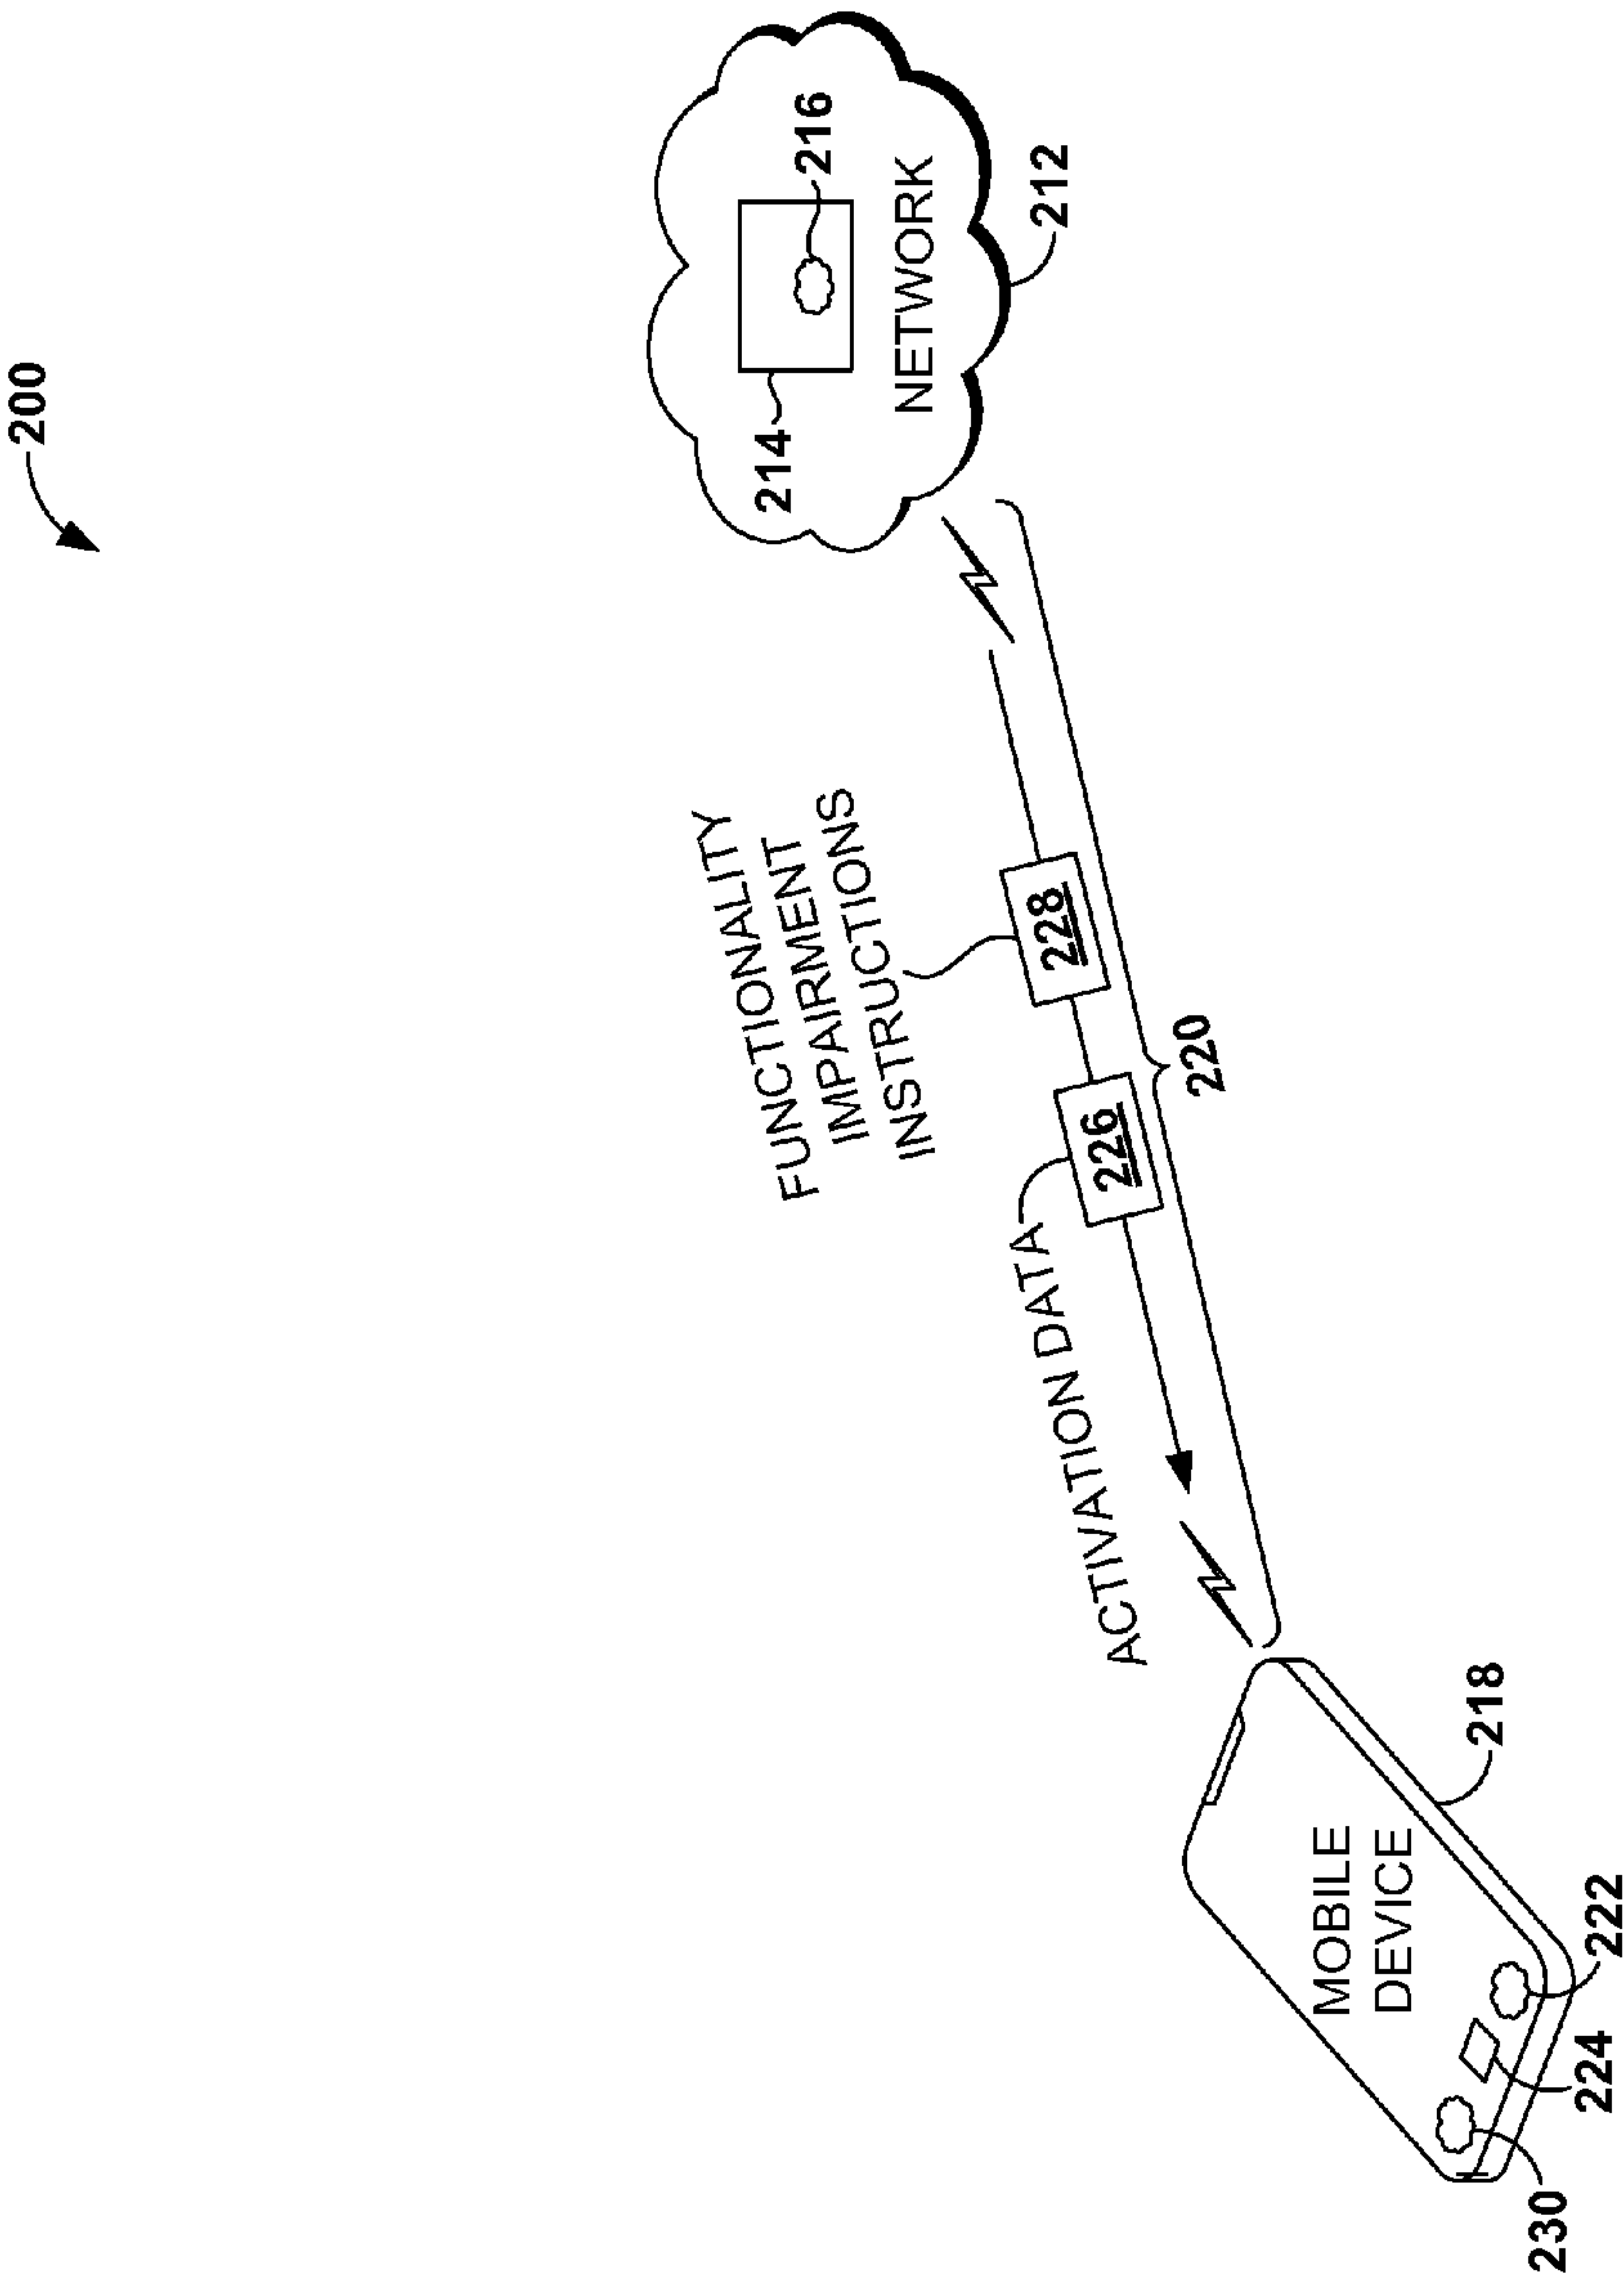 200
216
214
NETWORK
212
FUNCTIONALITY
IMPAIRMENT
INSTRUCTIONS
228
226
ACTIVATION DATA
220
MOBILE
DEVICE
218
230
224
222